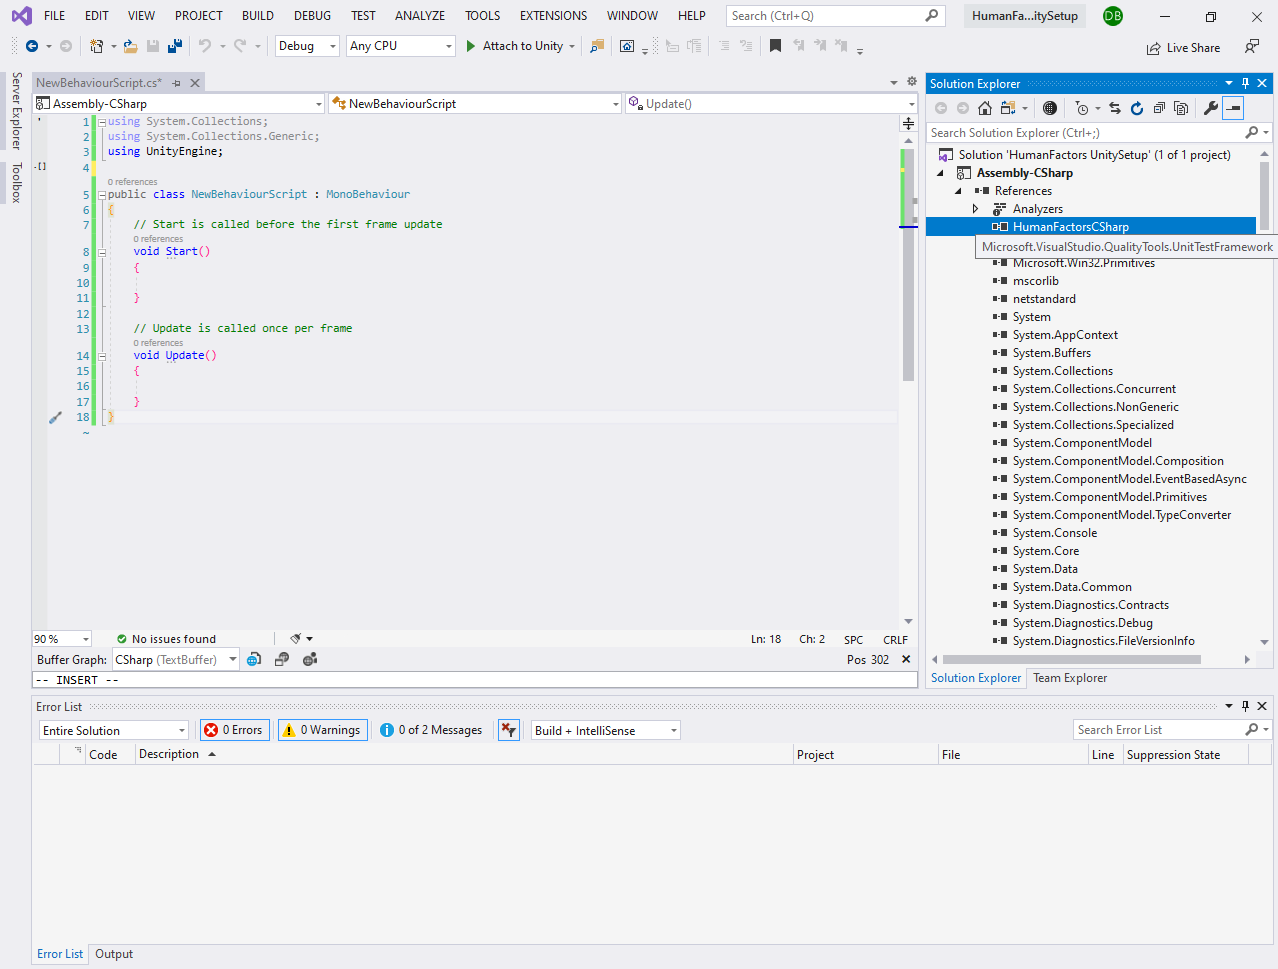 FILE EDIT VIEW PROJECT BUILD DEBUG TEST ANALYZE TOOLS EXTENSIONS WINDOW HELP Search (Ctrl+Q) HumanFa...itySetup DB
Debug Any CPU Attach to Unity Live Share
Server Explorer
Toolbox
NewBehaviourScript.cs*
Assembly-CSharp NewBehaviourScript Update()
1 using System.Collections;
2 using System.Collections.Generic;
3 using UnityEngine;
4
0 references
5 public class NewBehaviourScript : MonoBehaviour
6 {
7 // Start is called before the first frame update
0 references
8 void Start()
9 {
10
11 }
12
13 // Update is called once per frame
0 references
14 void Update()
15 {
16
17 }
18 }
~
90 % No issues found Ln: 18 Ch: 2 SPC CRLF
Buffer Graph: CSharp (TextBuffer) Pos 302
-- INSERT --
Solution Explorer
Search Solution Explorer (Ctrl+;)
Solution 'HumanFactors UnitySetup' (1 of 1 project)
Assembly-CSharp
References
Analyzers
HumanFactorsCSharp
Microsoft.VisualStudio.QualityTools.UnitTestFramework
Microsoft.Win32.Primitives
mscorlib
netstandard
System
System.AppContext
System.Buffers
System.Collections
System.Collections.Concurrent
System.Collections.NonGeneric
System.Collections.Specialized
System.ComponentModel
System.ComponentModel.Composition
System.ComponentModel.EventBasedAsync
System.ComponentModel.Primitives
System.ComponentModel.TypeConverter
System.Console
System.Core
System.Data
System.Data.Common
System.Diagnostics.Contracts
System.Diagnostics.Debug
System.Diagnostics.FileVersionInfo
Solution Explorer Team Explorer
Error List
Entire Solution 0 Errors 0 Warnings 0 of 2 Messages Build + IntelliSense Search Error List
Code Description Project File Line Suppression State
Error List Output